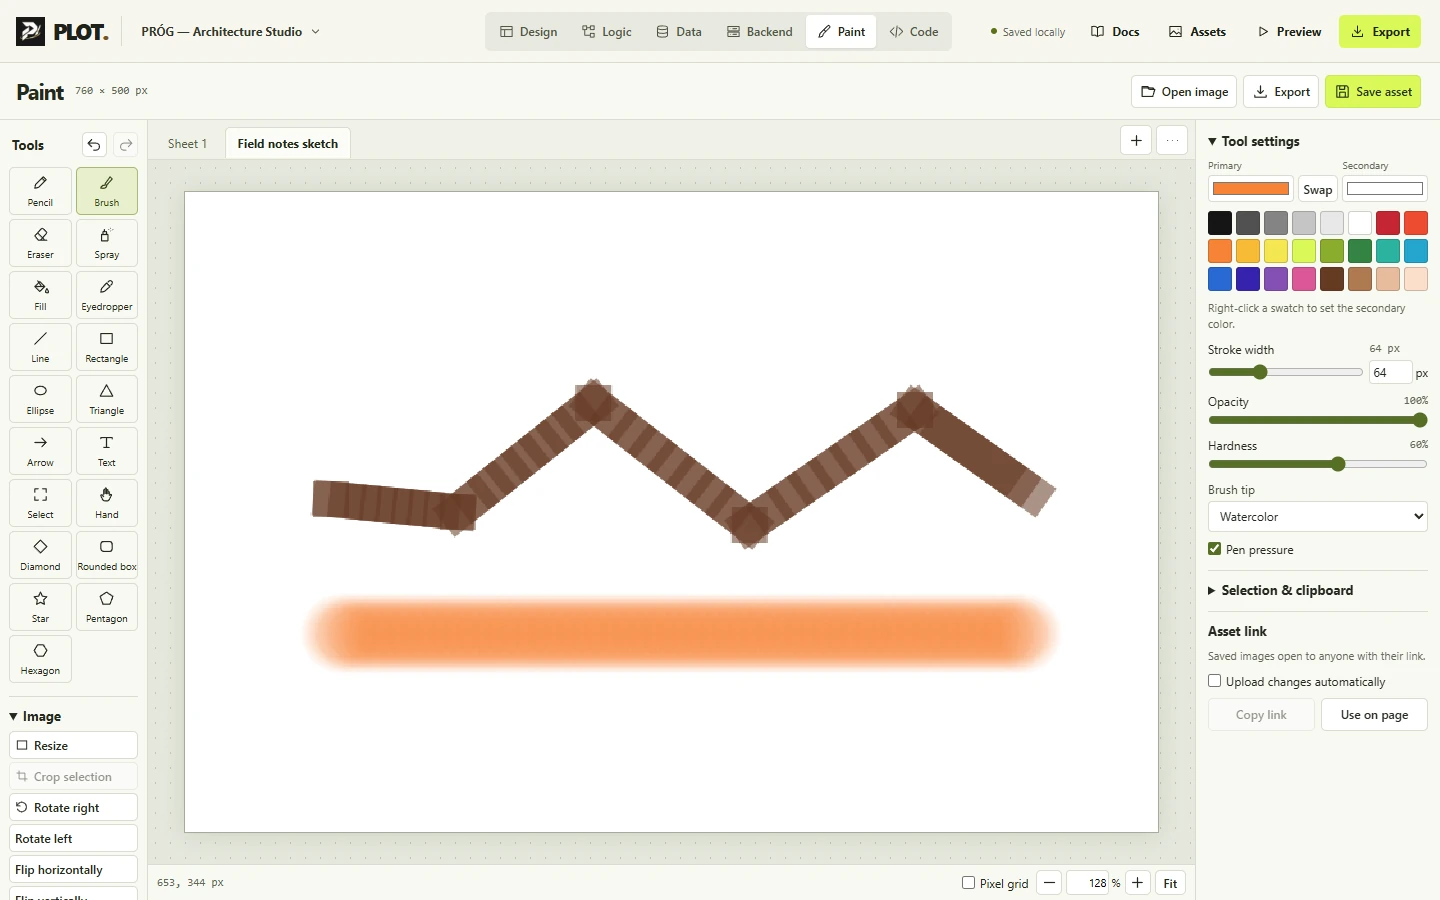 PLOT.
PRÓG — Architecture Studio
Design
Logic
Data
Backend
Paint
Code
Saved locally
Docs
Assets
Preview
Export
Paint
760 × 500 px
Open image
Export
Save asset
Tools
Pencil
Brush
Eraser
Spray
Fill
Eyedropper
Line
Rectangle
Ellipse
Triangle
Arrow
Text
Select
Hand
Diamond
Rounded box
Star
Pentagon
Hexagon
Image
Resize
Crop selection
Rotate right
Rotate left
Flip horizontally
Flip vertically
Sheet 1
Field notes sketch
653, 344 px
Pixel grid
128 %
Fit
Tool settings
Primary
Secondary
Swap
Right-click a swatch to set the secondary
color.
Stroke width
64 px
64 px
Opacity
100%
Hardness
60%
Brush tip
Watercolor
Pen pressure
Selection & clipboard
Asset link
Saved images open to anyone with their link.
Upload changes automatically
Copy link
Use on page